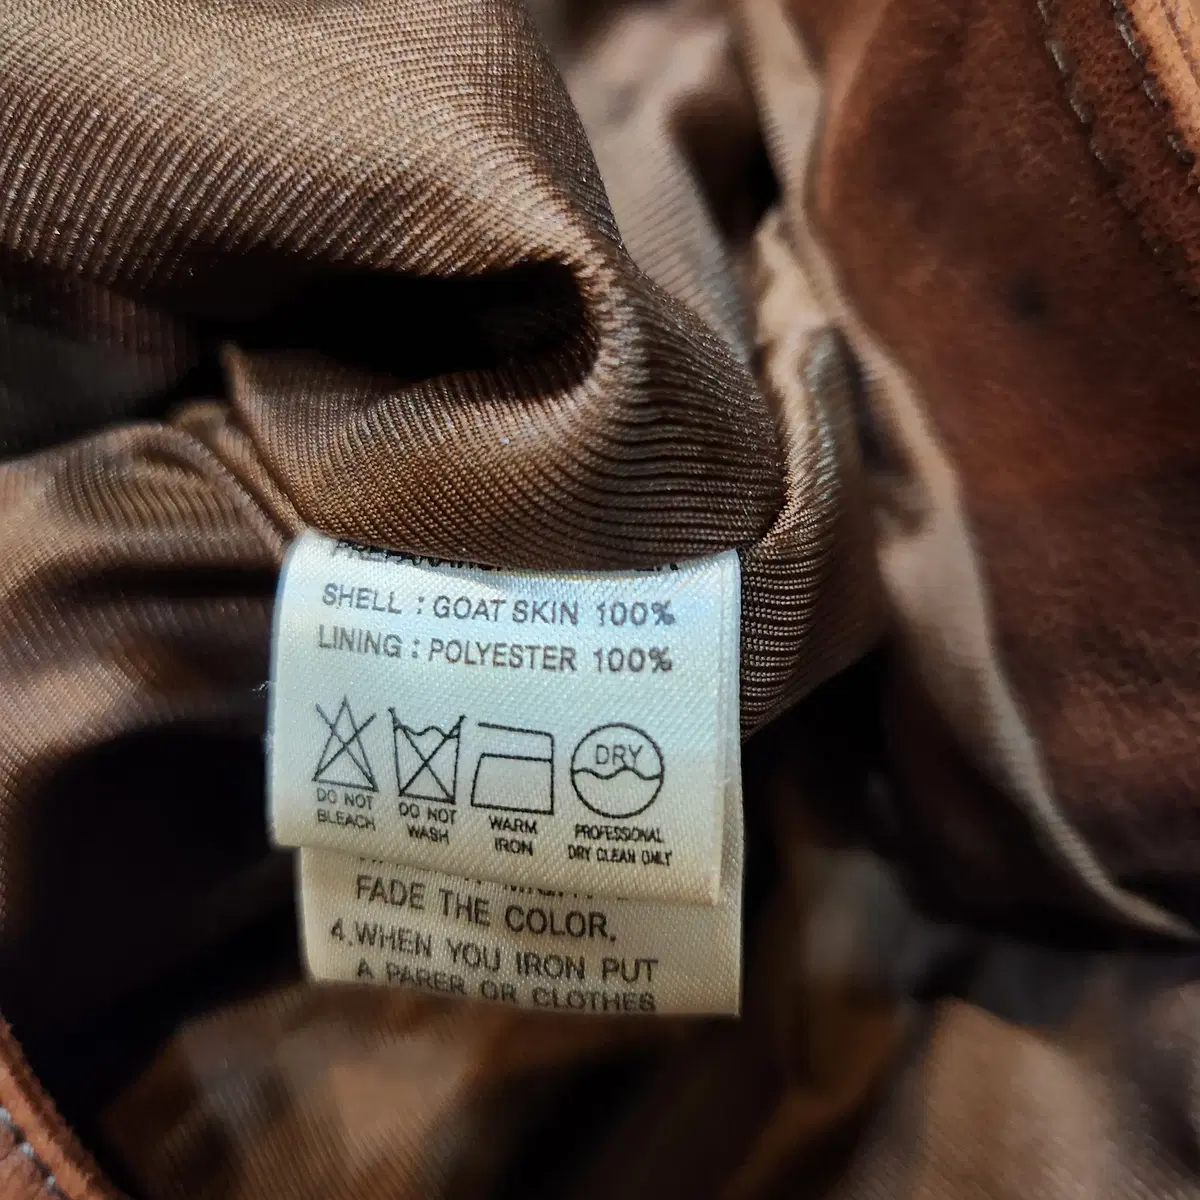 SHELL : GOAT SKIN 100%
LINING : POLYESTER 100%
DO NOT
BLEACH
DO NOT
WASH
WARM
IRON
DRY
PROFESSIONAL
DRY CLEAN ONLY
FADE THE COLOR.
4.WHEN YOU IRON PUT
A PARER OR CLOTHES